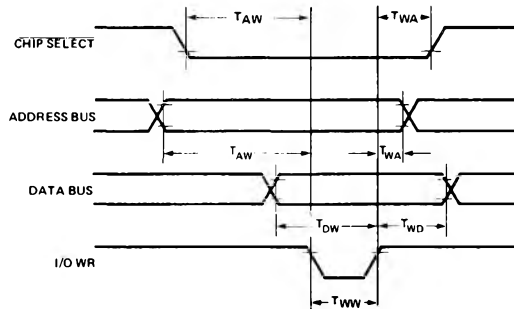 T_AW T_WA
CHIP SELECT
ADDRESS BUS
T_AW T_WA
DATA BUS
T_DW T_WD
I/O WR
T_WW